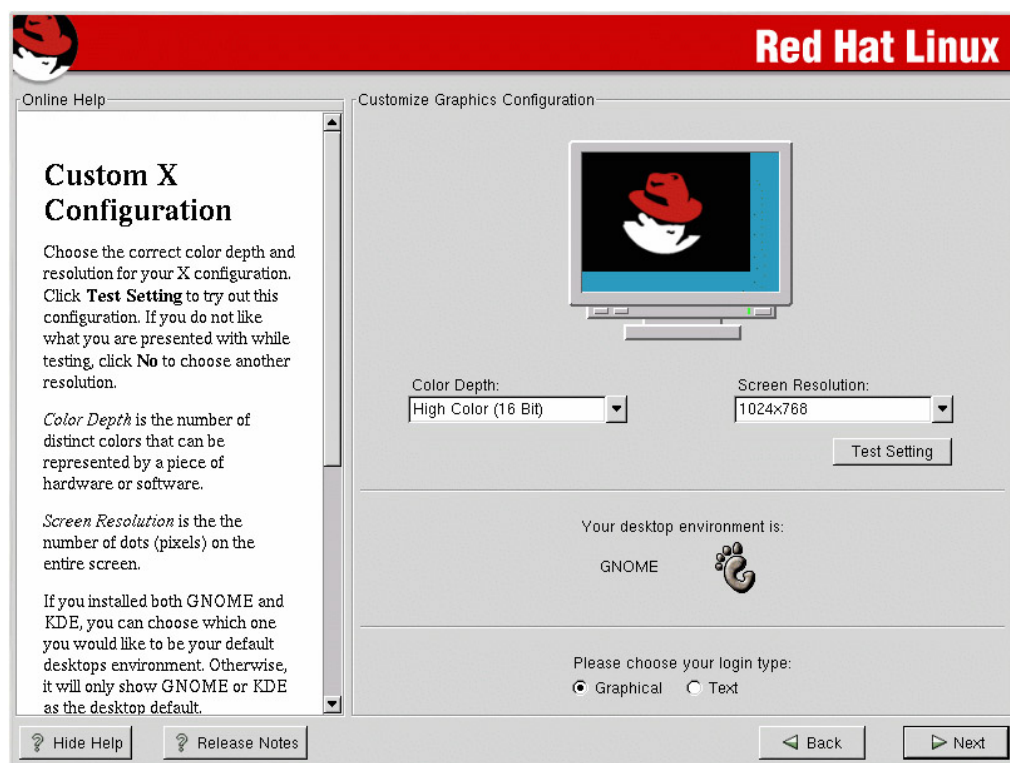 Red Hat Linux
Online Help
Custom X
Configuration
Choose the correct color depth and
resolution for your X configuration.
Click Test Setting to try out this
configuration. If you do not like
what you are presented with while
testing, click No to choose another
resolution.
Color Depth is the number of
distinct colors that can be
represented by a piece of
hardware or software.
Screen Resolution is the the
number of dots (pixels) on the
entire screen.
If you installed both GNOME and
KDE, you can choose which one
you would like to be your default
desktops environment. Otherwise,
it will only show GNOME or KDE
as the desktop default.
Customize Graphics Configuration
Color Depth:
High Color (16 Bit)
Screen Resolution:
1024x768
Test Setting
Your desktop environment is:
GNOME
Please choose your login type:
Graphical
Text
Hide Help
Release Notes
Back
Next